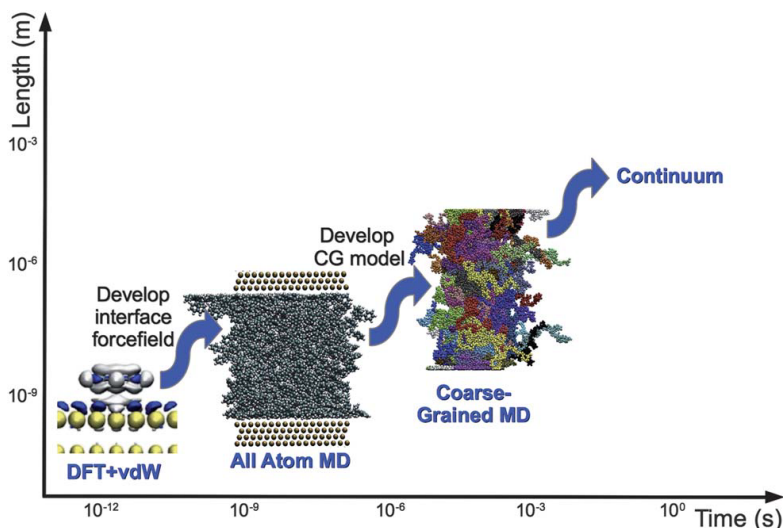 Length (m)
10-3
10-6
10-9
Develop
interface
forcefield
Develop
CG model
Continuum
DFT+vdW
All Atom MD
Coarse-
Grained MD
10-12
10-9
10-6
10-3
100
Time (s)